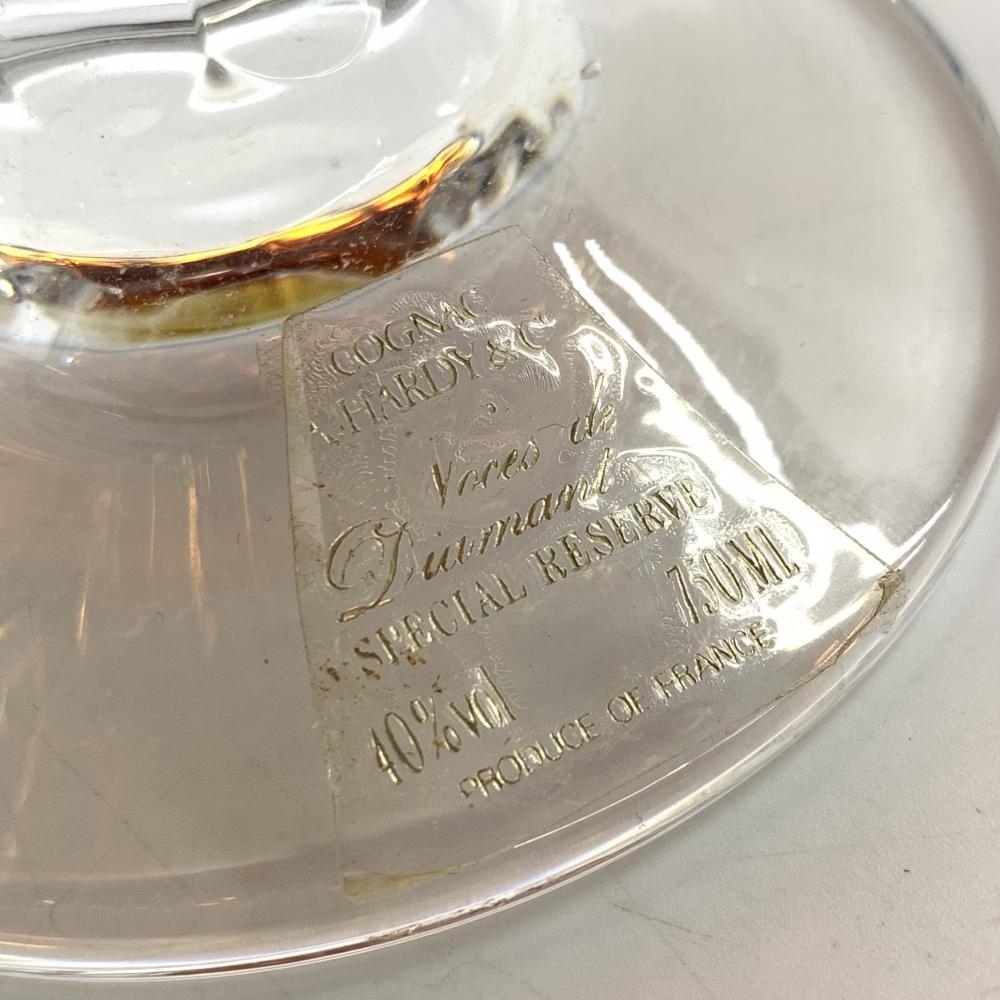 COGNAC
A.HARDY & Co
Noces de
Diamant
SPECIAL RESERVE
40%vol 750ML
PRODUCE OF FRANCE